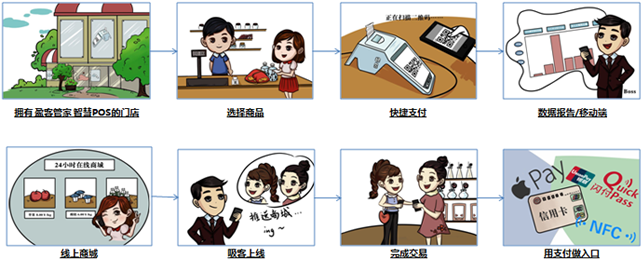 正在扫描二维码
Boss
拥有 盈客管家 智慧POS的门店
选择商品
快捷支付
数据报告/移动端
24小时在线商城
逛逛商城...
ing~
Pay
Quick
闪付 Pass
信用卡
NFC
线上商城
吸客上线
完成交易
用支付做入口